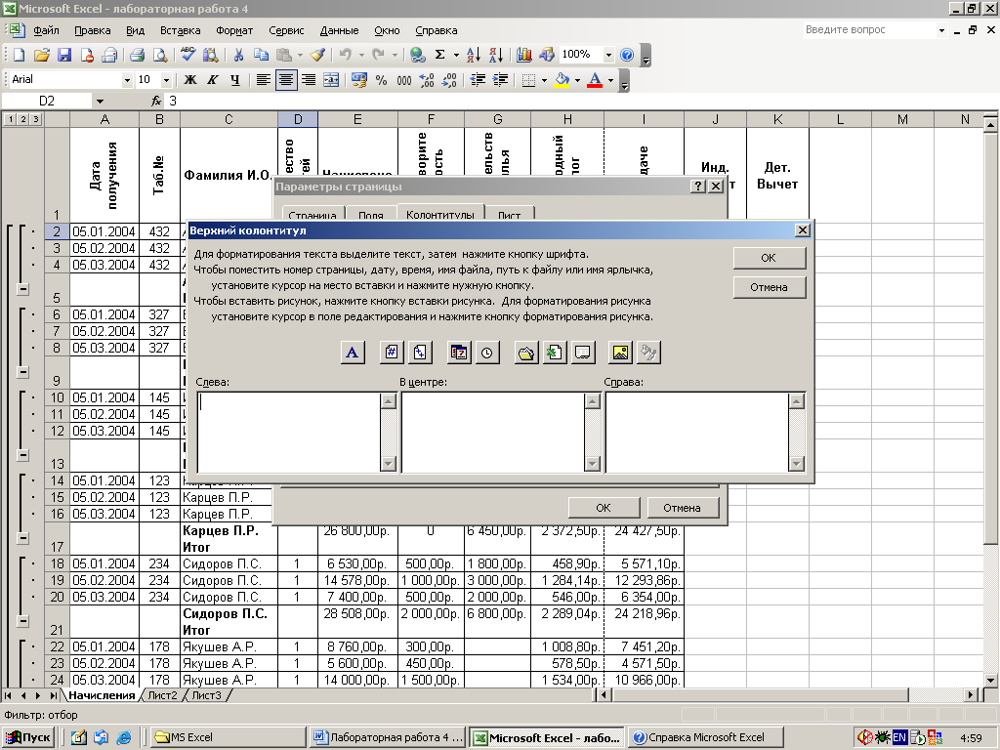 Microsoft Excel - лабораторная работа 4
Файл Правка Вид Вставка Формат Сервис Данные Окно Справка
Введите вопрос
100%
Arial 10 Ж К Ч % 000
D2 fx 3
1 2 3 A B C D E F G H I J K L M N
1 Дата получения Таб.№ Фамилия И.О. Инд. Дет. Вычет
Параметры страницы
Страница Поля Колонтитулы Лист
Верхний колонтитул
Для форматирования текста выделите текст, затем нажмите кнопку шрифта.
Чтобы поместить номер страницы, дату, время, имя файла, путь к файлу или имя ярлычка,
установите курсор на место вставки и нажмите нужную кнопку.
Чтобы вставить рисунок, нажмите кнопку вставки рисунка. Для форматирования рисунка
установите курсор в поле редактирования и нажмите кнопку форматирования рисунка.
ОК
Отмена
Слева: В центре: Справа:
ОК Отмена
2 05.01.2004 432
3 05.02.2004 432
4 05.03.2004 432
5
6 05.01.2004 327
7 05.02.2004 327
8 05.03.2004 327
9
10 05.01.2004 145
11 05.02.2004 145
12 05.03.2004 145
13
14 05.01.2004 123 Карцев П.Р.
15 05.02.2004 123 Карцев П.Р.
16 05.03.2004 123 Карцев П.Р.
17 Карцев П.Р. Итог 26 800,00р. 0 6 450,00р. 2 372,50р. 24 427,50р.
18 05.01.2004 234 Сидоров П.С. 1 6 530,00р. 500,00р. 1 800,00р. 458,90р. 5 571,10р.
19 05.02.2004 234 Сидоров П.С. 1 14 578,00р. 1 000,00р. 3 000,00р. 1 284,14р. 12 293,86р.
20 05.03.2004 234 Сидоров П.С. 1 7 400,00р. 500,00р. 2 000,00р. 546,00р. 6 354,00р.
21 Сидоров П.С. Итог 28 508,00р. 2 000,00р. 6 800,00р. 2 289,04р. 24 218,96р.
22 05.01.2004 178 Якушев А.Р. 1 8 760,00р. 300,00р. 1 008,80р. 7 451,20р.
23 05.02.2004 178 Якушев А.Р. 1 5 600,00р. 450,00р. 578,50р. 4 571,50р.
24 05.03.2004 178 Якушев А.Р. 1 14 000,00р. 1 500,00р. 1 534,00р. 10 966,00р.
Начисления Лист2 Лист3
Фильтр: отбор
Пуск MS Excel Лабораторная работа 4 ... Microsoft Excel - лабо... Справка Microsoft Excel EN 4:59